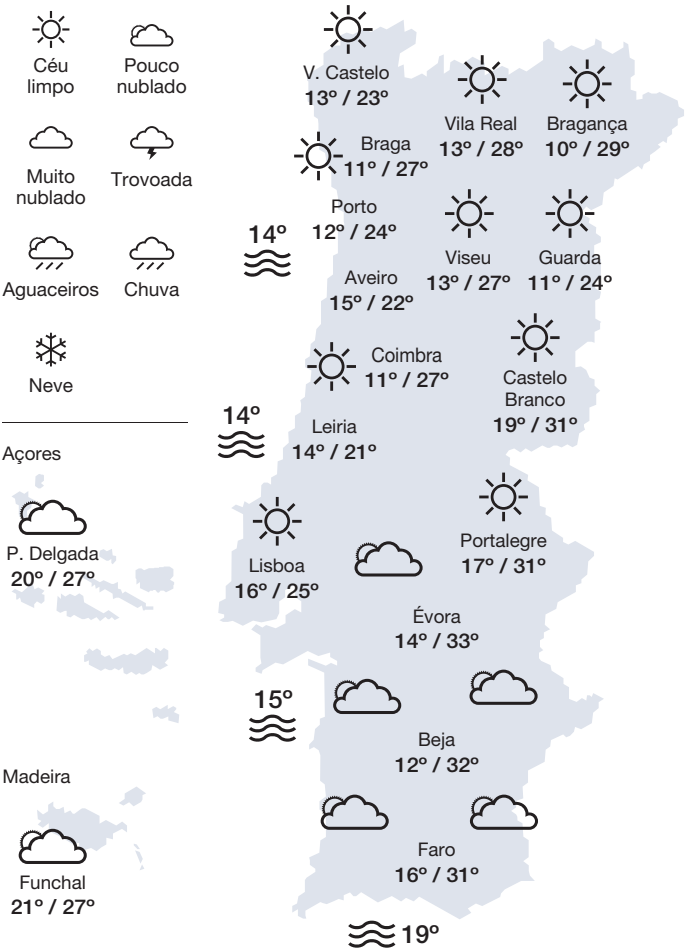 Céu
limpo
Pouco
nublado
Muito
nublado
Trovoada
Aguaceiros
Chuva
Neve
Açores
P. Delgada
20º / 27º
Madeira
Funchal
21º / 27º
V. Castelo
13º / 23º
Vila Real
13º / 28º
Bragança
10º / 29º
Braga
11º / 27º
Porto
12º / 24º
14º
Viseu
13º / 27º
Guarda
11º / 24º
Aveiro
15º / 22º
Coimbra
11º / 27º
Castelo
Branco
19º / 31º
14º
Leiria
14º / 21º
Lisboa
16º / 25º
Portalegre
17º / 31º
Évora
14º / 33º
15º
Beja
12º / 32º
Faro
16º / 31º
19º